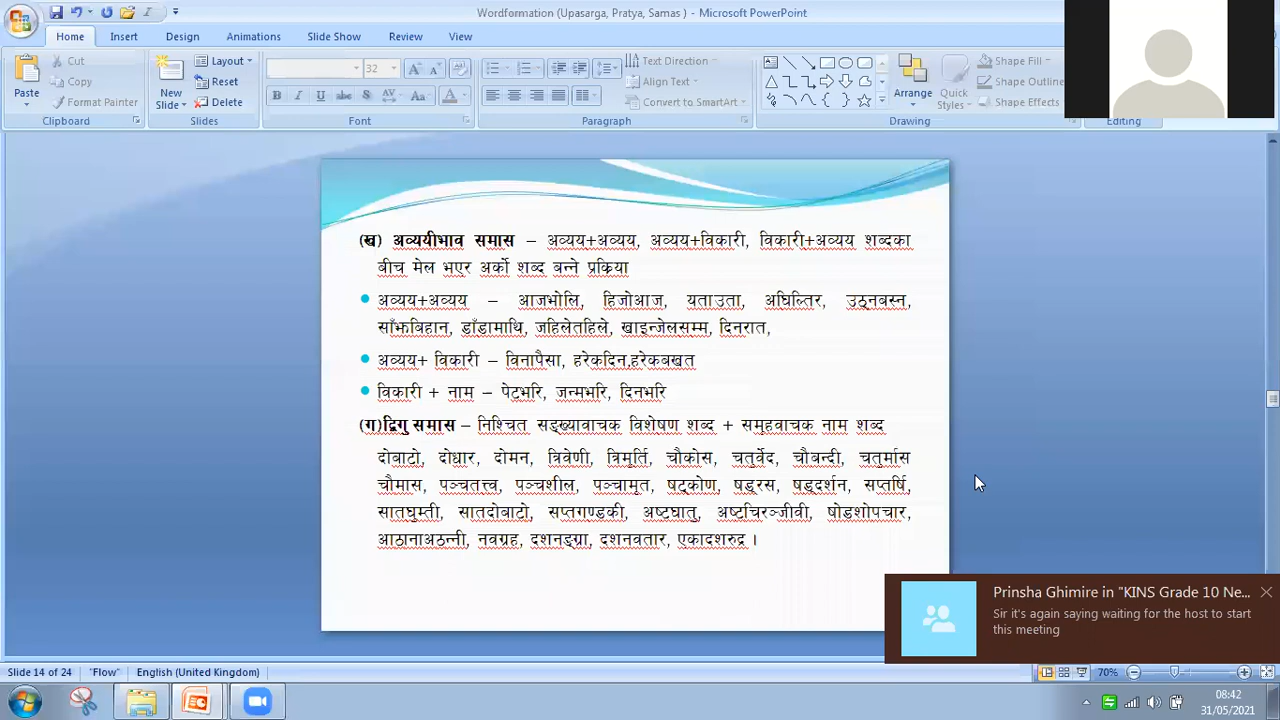 Wordformation (Upasarga, Pratya, Samas ) - Microsoft PowerPoint
Home Insert Design Animations Slide Show Review View
Paste
Cut
Copy
Format Painter
Clipboard
New Slide
Layout
Reset
Delete
Slides
32
B I U abc S AV Aa A
Font
Text Direction
Align Text
Convert to SmartArt
Paragraph
Arrange
Quick Styles
Shape Fill
Shape Outline
Shape Effects
Drawing
Editing
(ख) अव्ययीभाव समास – अव्यय+अव्यय, अव्यय+विकारी, विकारी+अव्यय शब्दका
बीच मेल भएर अर्को शब्द बन्ने प्रक्रिया
अव्यय+अव्यय – आजभोलि, हिजोआज, यताउता, अघिल्तिर, उठ्नबस्न,
साँझविहान, डाँडामाथि, जहिलेतहिले, खाइन्जेलसम्म, दिनरात,
अव्यय+ विकारी – विनापैसा, हरेकदिन,हरेकबखत
विकारी + नाम – पेटभरि, जन्मभरि, दिनभरि
(ग)द्विगु समास – निश्चित सङ्ख्यावाचक विशेषण शब्द + समूहवाचक नाम शब्द
दोबाटो, दोधार, दोमन, त्रिवेणी, त्रिमूर्ति, चौकोस, चतुर्वेद, चौबन्दी, चतुर्मास
चौमास, पञ्चतत्त्व, पञ्चशील, पञ्चामृत, षट्कोण, षड्रस, षड्दर्शन, सप्तर्षि,
सातघुम्ती, सातदोबाटो, सप्तगण्डकी, अष्टधातु, अष्टचिरञ्जीवी, षोडशोपचार,
आठानाअठन्नी, नवग्रह, दशनङ्ग्रा, दशनवतार, एकादशरुद्र ।
Prinsha Ghimire in "KINS Grade 10 Ne...
Sir it's again saying waiting for the host to start
this meeting
Slide 14 of 24 "Flow" English (United Kingdom) 70%
08:42
31/05/2021